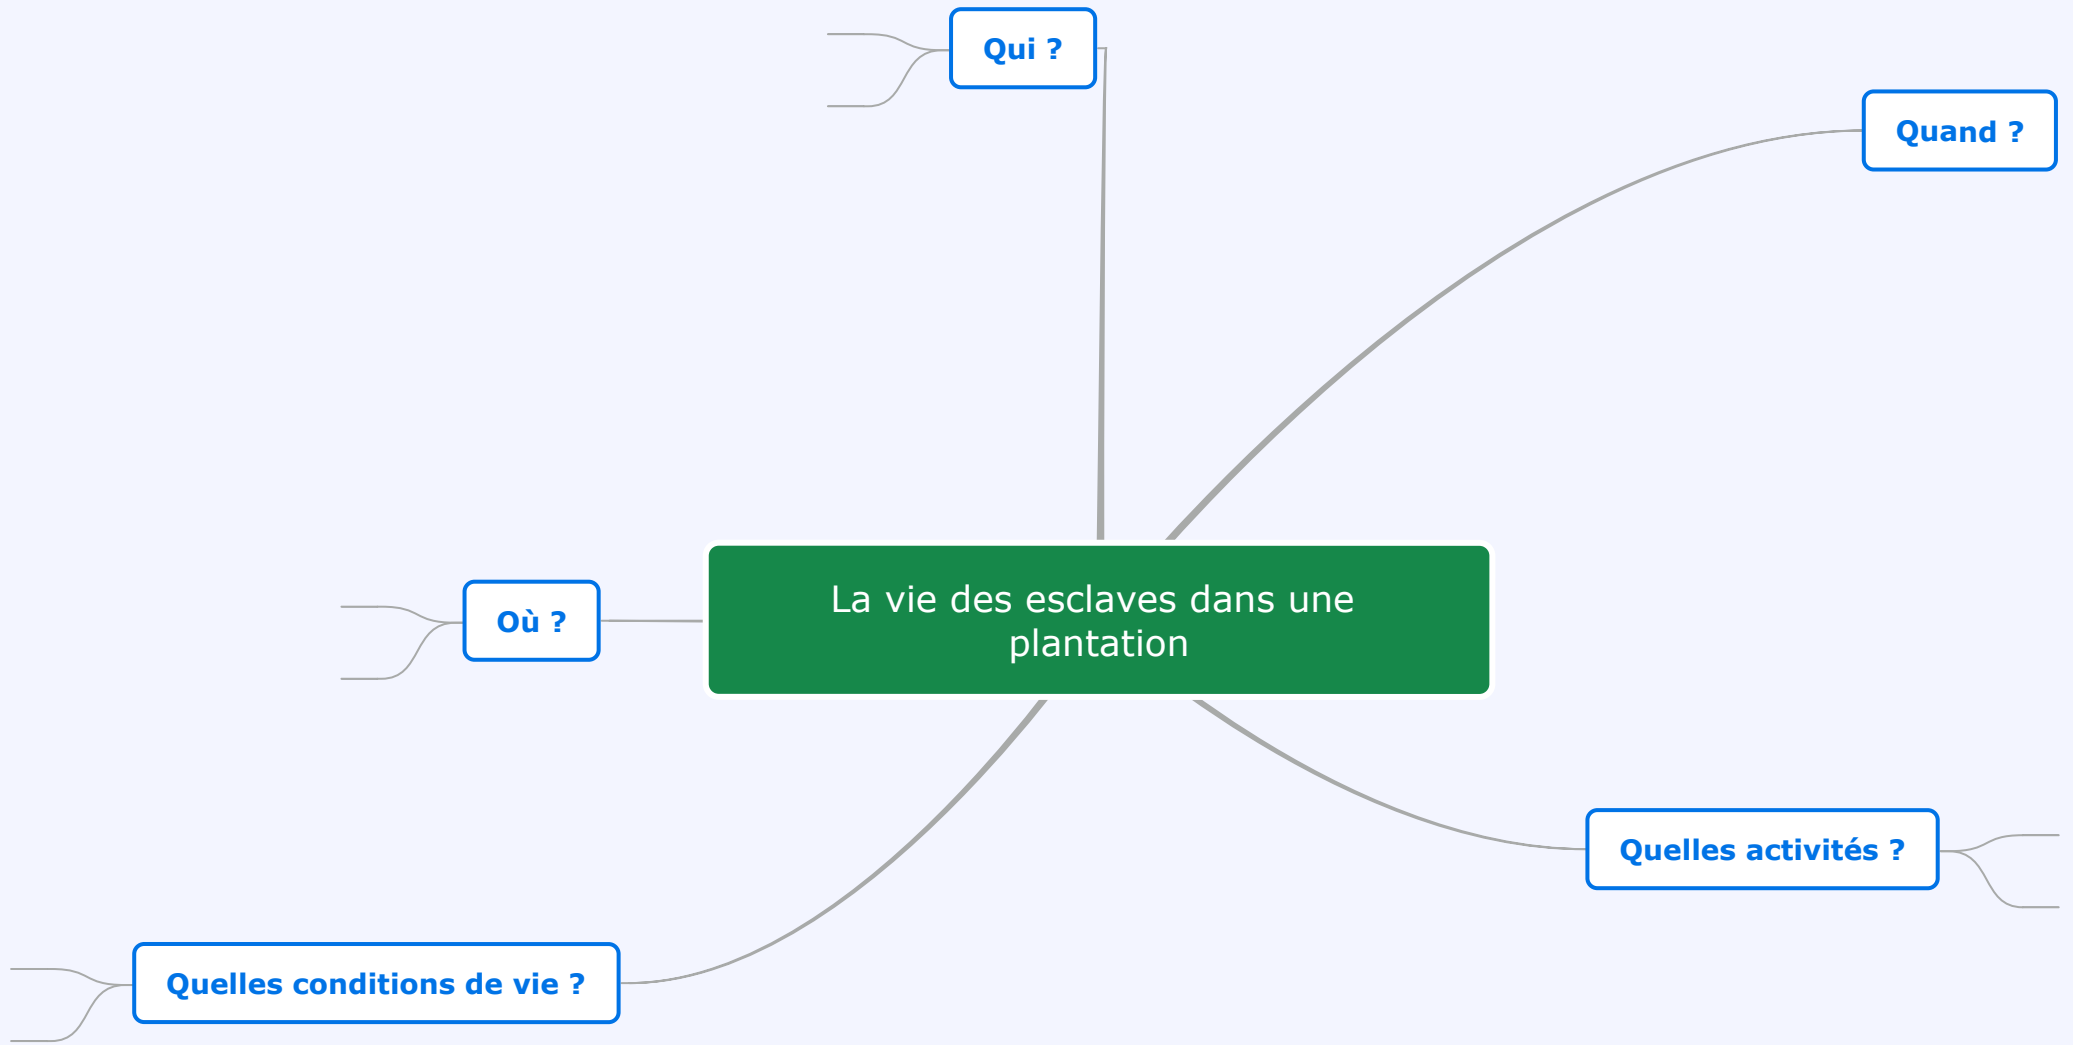 Qui ?
Quand ?
La vie des esclaves dans une
plantation
Où ?
Quelles activités ?
Quelles conditions de vie ?